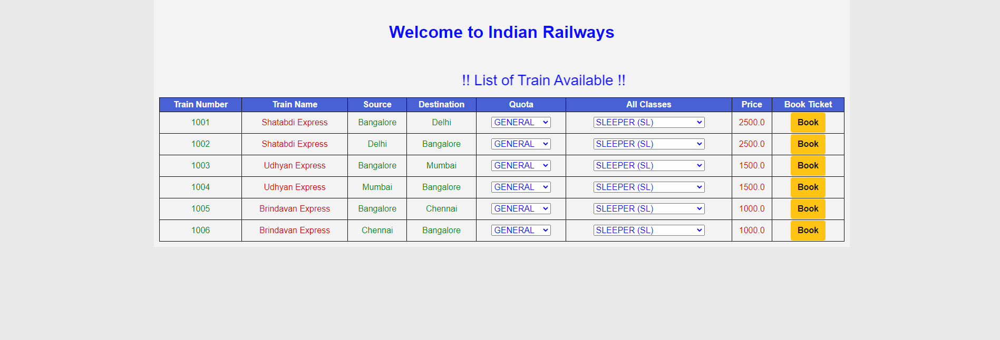 Welcome to Indian Railways
!! List of Train Available !!
Train Number Train Name Source Destination Quota All Classes Price Book Ticket
1001 Shatabdi Express Bangalore Delhi GENERAL SLEEPER (SL) 2500.0 Book
1002 Shatabdi Express Delhi Bangalore GENERAL SLEEPER (SL) 2500.0 Book
1003 Udhyan Express Bangalore Mumbai GENERAL SLEEPER (SL) 1500.0 Book
1004 Udhyan Express Mumbai Bangalore GENERAL SLEEPER (SL) 1500.0 Book
1005 Brindavan Express Bangalore Chennai GENERAL SLEEPER (SL) 1000.0 Book
1006 Brindavan Express Chennai Bangalore GENERAL SLEEPER (SL) 1000.0 Book